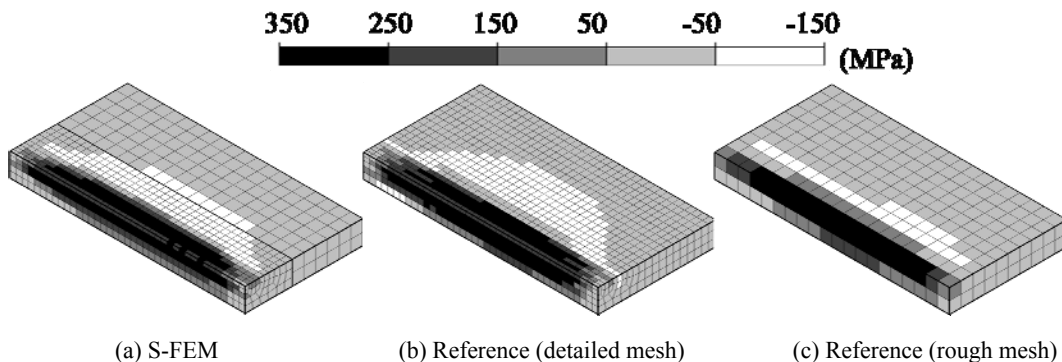 350 250 150 50 -50 -150
(MPa)
(a) S-FEM (b) Reference (detailed mesh) (c) Reference (rough mesh)